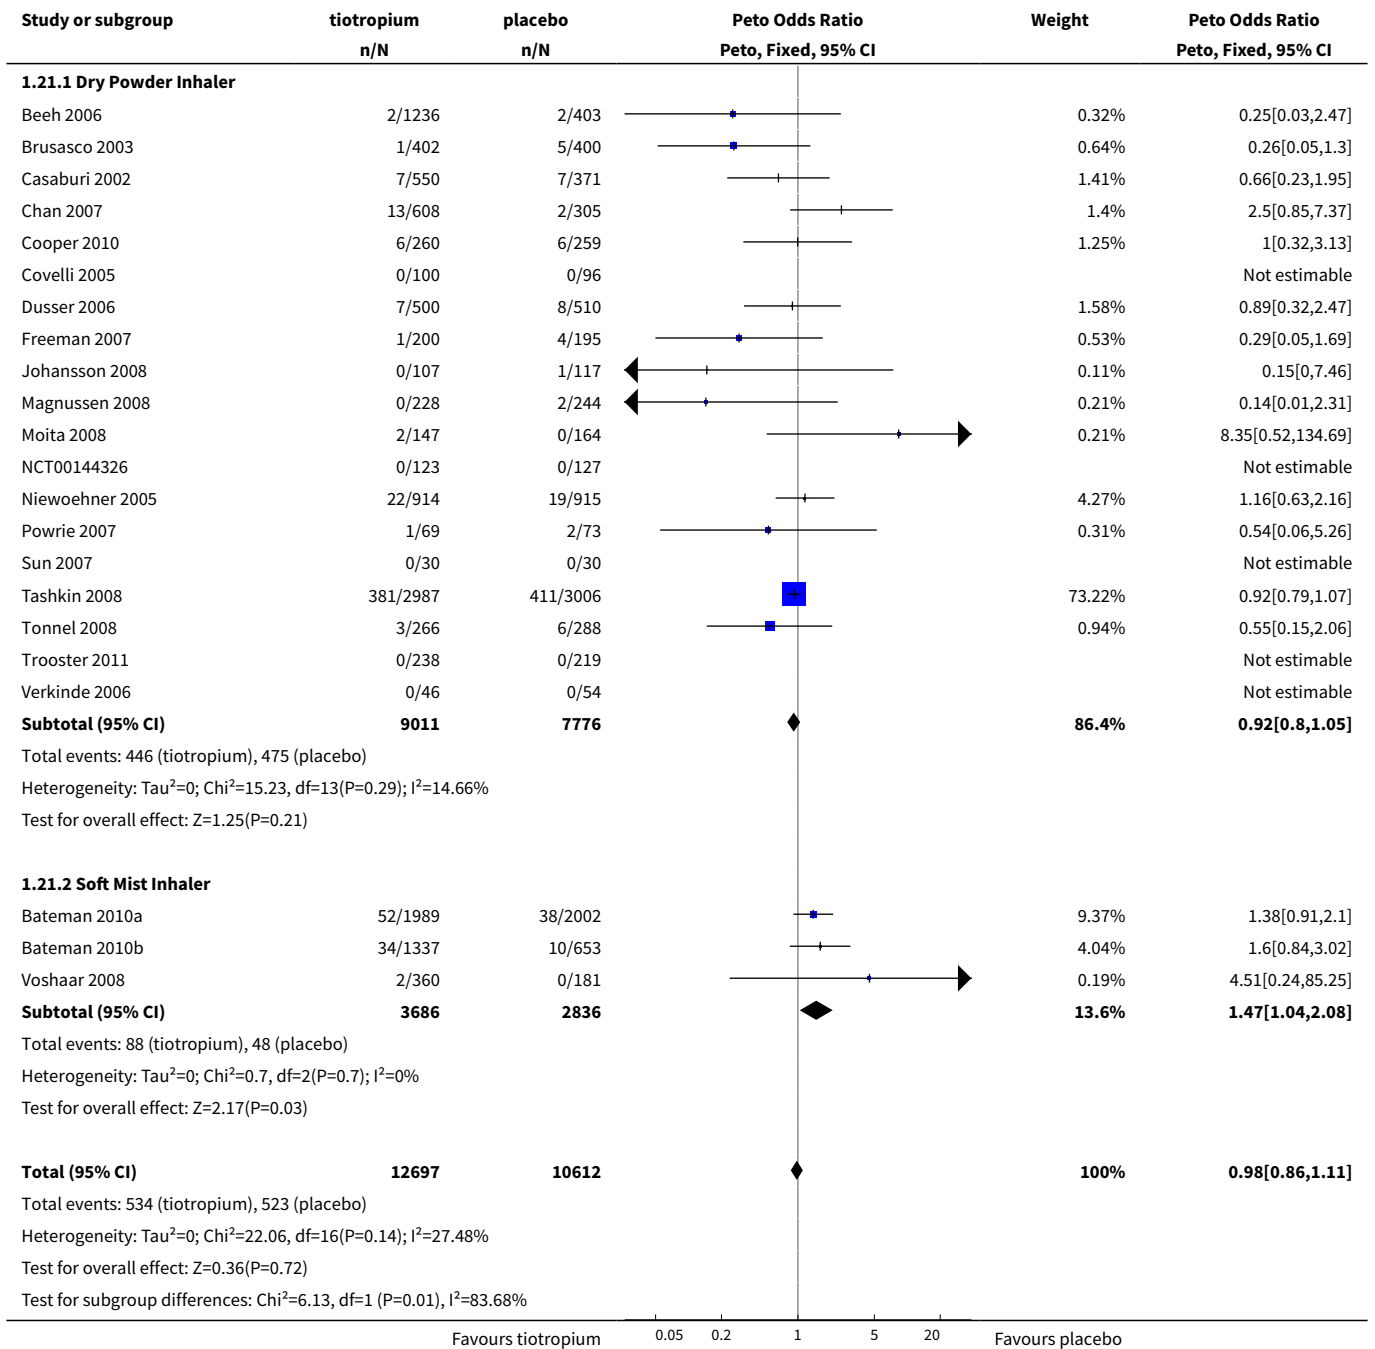 Study or subgroup tiotropium placebo Peto Odds Ratio Weight Peto Odds Ratio
n/N n/N Peto, Fixed, 95% CI Peto, Fixed, 95% CI
1.21.1 Dry Powder Inhaler
Beeh 2006 2/1236 2/403 0.32% 0.25[0.03,2.47]
Brusasco 2003 1/402 5/400 0.64% 0.26[0.05,1.3]
Casaburi 2002 7/550 7/371 1.41% 0.66[0.23,1.95]
Chan 2007 13/608 2/305 1.4% 2.5[0.85,7.37]
Cooper 2010 6/260 6/259 1.25% 1[0.32,3.13]
Covelli 2005 0/100 0/96 Not estimable
Dusser 2006 7/500 8/510 1.58% 0.89[0.32,2.47]
Freeman 2007 1/200 4/195 0.53% 0.29[0.05,1.69]
Johansson 2008 0/107 1/117 0.11% 0.15[0,7.46]
Magnussen 2008 0/228 2/244 0.21% 0.14[0.01,2.31]
Moita 2008 2/147 0/164 0.21% 8.35[0.52,134.69]
NCT00144326 0/123 0/127 Not estimable
Niewoehner 2005 22/914 19/915 4.27% 1.16[0.63,2.16]
Powrie 2007 1/69 2/73 0.31% 0.54[0.06,5.26]
Sun 2007 0/30 0/30 Not estimable
Tashkin 2008 381/2987 411/3006 73.22% 0.92[0.79,1.07]
Tonnel 2008 3/266 6/288 0.94% 0.55[0.15,2.06]
Trooster 2011 0/238 0/219 Not estimable
Verkinde 2006 0/46 0/54 Not estimable
Subtotal (95% CI) 9011 7776 86.4% 0.92[0.8,1.05]
Total events: 446 (tiotropium), 475 (placebo)
Heterogeneity: Tau²=0; Chi²=15.23, df=13(P=0.29); I²=14.66%
Test for overall effect: Z=1.25(P=0.21)
1.21.2 Soft Mist Inhaler
Bateman 2010a 52/1989 38/2002 9.37% 1.38[0.91,2.1]
Bateman 2010b 34/1337 10/653 4.04% 1.6[0.84,3.02]
Voshaar 2008 2/360 0/181 0.19% 4.51[0.24,85.25]
Subtotal (95% CI) 3686 2836 13.6% 1.47[1.04,2.08]
Total events: 88 (tiotropium), 48 (placebo)
Heterogeneity: Tau²=0; Chi²=0.7, df=2(P=0.7); I²=0%
Test for overall effect: Z=2.17(P=0.03)
Total (95% CI) 12697 10612 100% 0.98[0.86,1.11]
Total events: 534 (tiotropium), 523 (placebo)
Heterogeneity: Tau²=0; Chi²=22.06, df=16(P=0.14); I²=27.48%
Test for overall effect: Z=0.36(P=0.72)
Test for subgroup differences: Chi²=6.13, df=1 (P=0.01), I²=83.68%
Favours tiotropium 0.05 0.2 1 5 20 Favours placebo